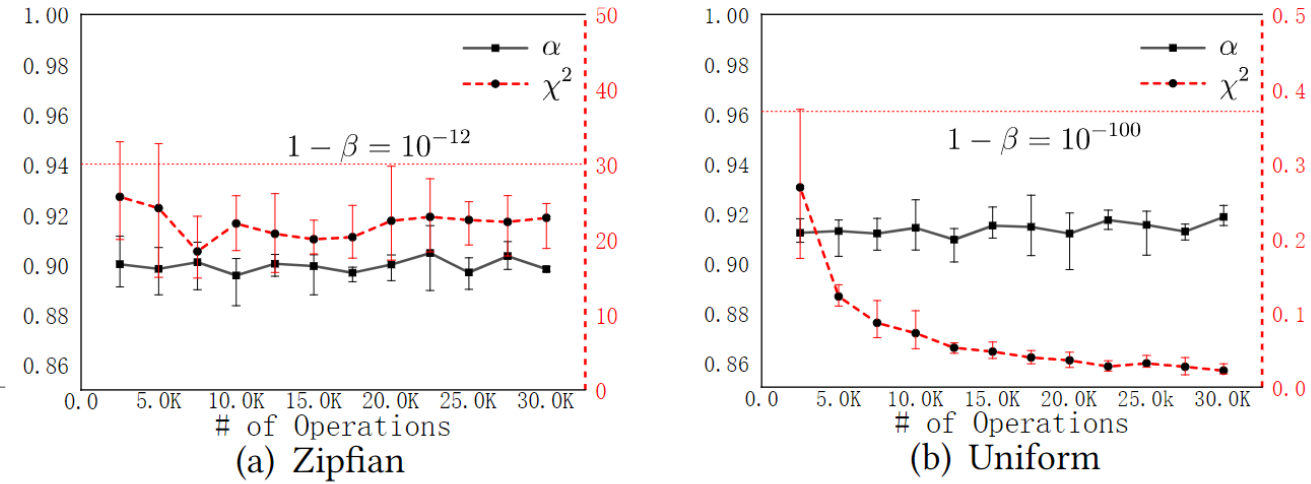 1.00
0.98
0.96
0.94
0.92
0.90
0.88
0.86
50
40
30
20
10
0
α
χ²
1 − β = 10⁻¹²
0.0 5.0K 10.0K 15.0K 20.0K 25.0K 30.0K
# of Operations
(a) Zipfian
1.00
0.98
0.96
0.94
0.92
0.90
0.88
0.86
0.5
0.4
0.3
0.2
0.1
0.0
α
χ²
1 − β = 10⁻¹⁰⁰
0.0 5.0K 10.0K 15.0K 20.0K 25.0k 30.0K
# of Operations
(b) Uniform